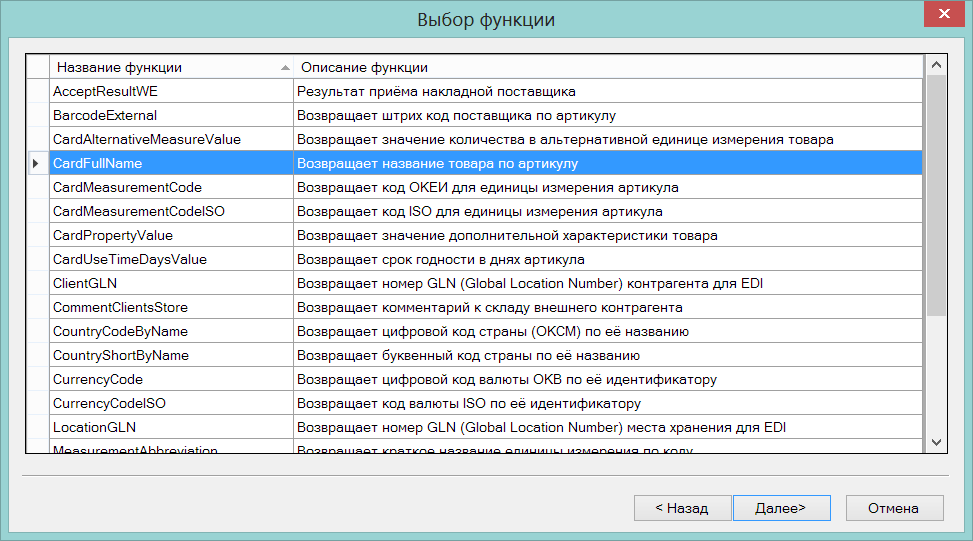 Выбор функции
Название функции Описание функции
AcceptResultWE Результат приёма накладной поставщика
BarcodeExternal Возвращает штрих код поставщика по артикулу
CardAlternativeMeasureValue Возвращает значение количества в альтернативной единице измерения товара
CardFullName Возвращает название товара по артикулу
CardMeasurementCode Возвращает код ОКЕИ для единицы измерения артикула
CardMeasurementCodeISO Возвращает код ISO для единицы измерения артикула
CardPropertyValue Возвращает значение дополнительной характеристики товара
CardUseTimeDaysValue Возвращает срок годности в днях артикула
ClientGLN Возвращает номер GLN (Global Location Number) контрагента для EDI
CommentClientsStore Возвращает комментарий к складу внешнего контрагента
CountryCodeByName Возвращает цифровой код страны (ОКСМ) по её названию
CountryShortByName Возвращает буквенный код страны по её названию
CurrencyCode Возвращает цифровой код валюты ОКВ по её идентификатору
CurrencyCodeISO Возвращает код валюты ISO по её идентификатору
LocationGLN Возвращает номер GLN (Global Location Number) места хранения для EDI
MeasurementAbbreviation Возвращает краткое название единицы измерения по коду
< Назад Далее> Отмена